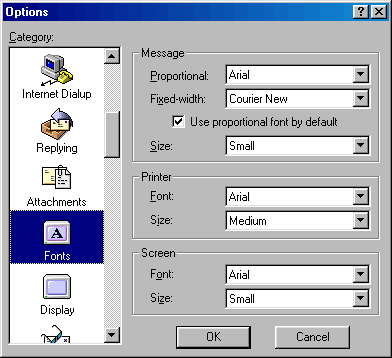 Options
Category:
Internet Dialup
Replying
Attachments
A
Fonts
Display
Message
Proportional: Arial
Fixed-width: Courier New
Use proportional font by default
Size: Small
Printer
Font: Arial
Size: Medium
Screen
Font: Arial
Size: Small
OK Cancel